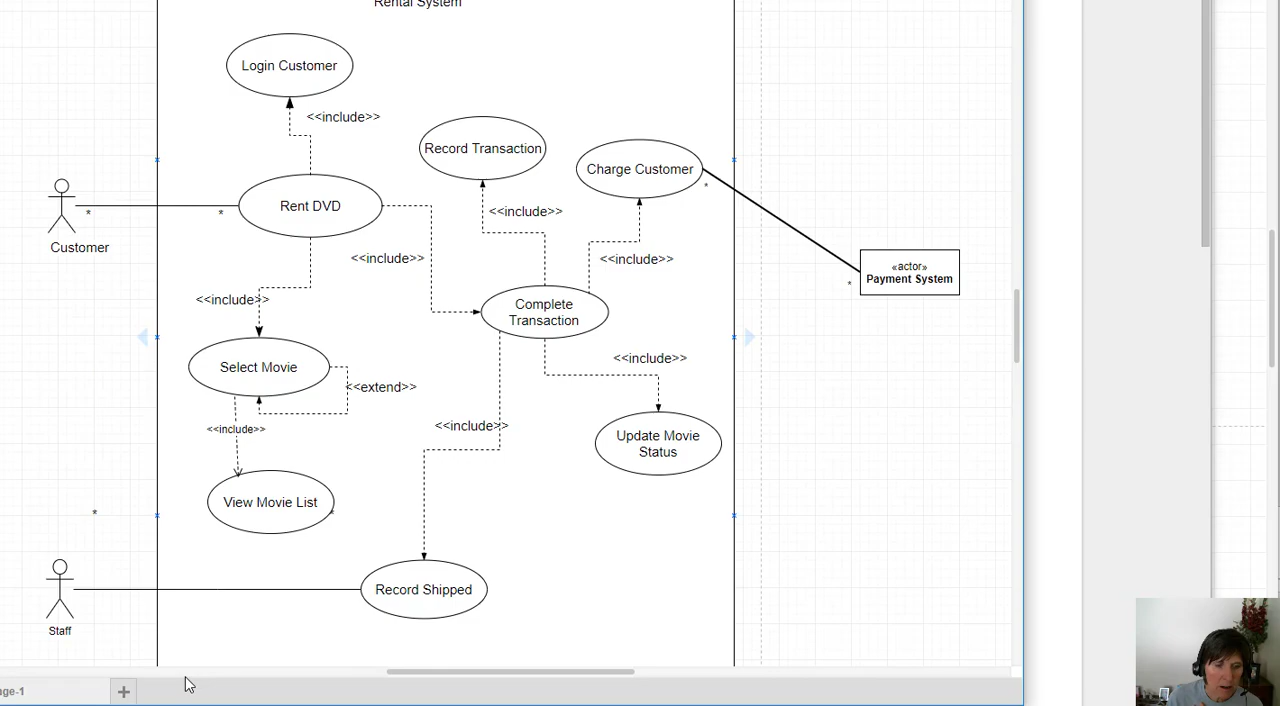 Rental System
Login Customer
<<include>>
Record Transaction
Charge Customer
*
Rent DVD
<<include>>
*
*
Customer
<<include>>
<<include>>
«actor»
Payment System
*
<<include>>
Complete
Transaction
<<include>>
Select Movie
<<extend>>
<<include>>
<<include>>
Update Movie
Status
View Movie List
*
*
Record Shipped
Staff
age-1